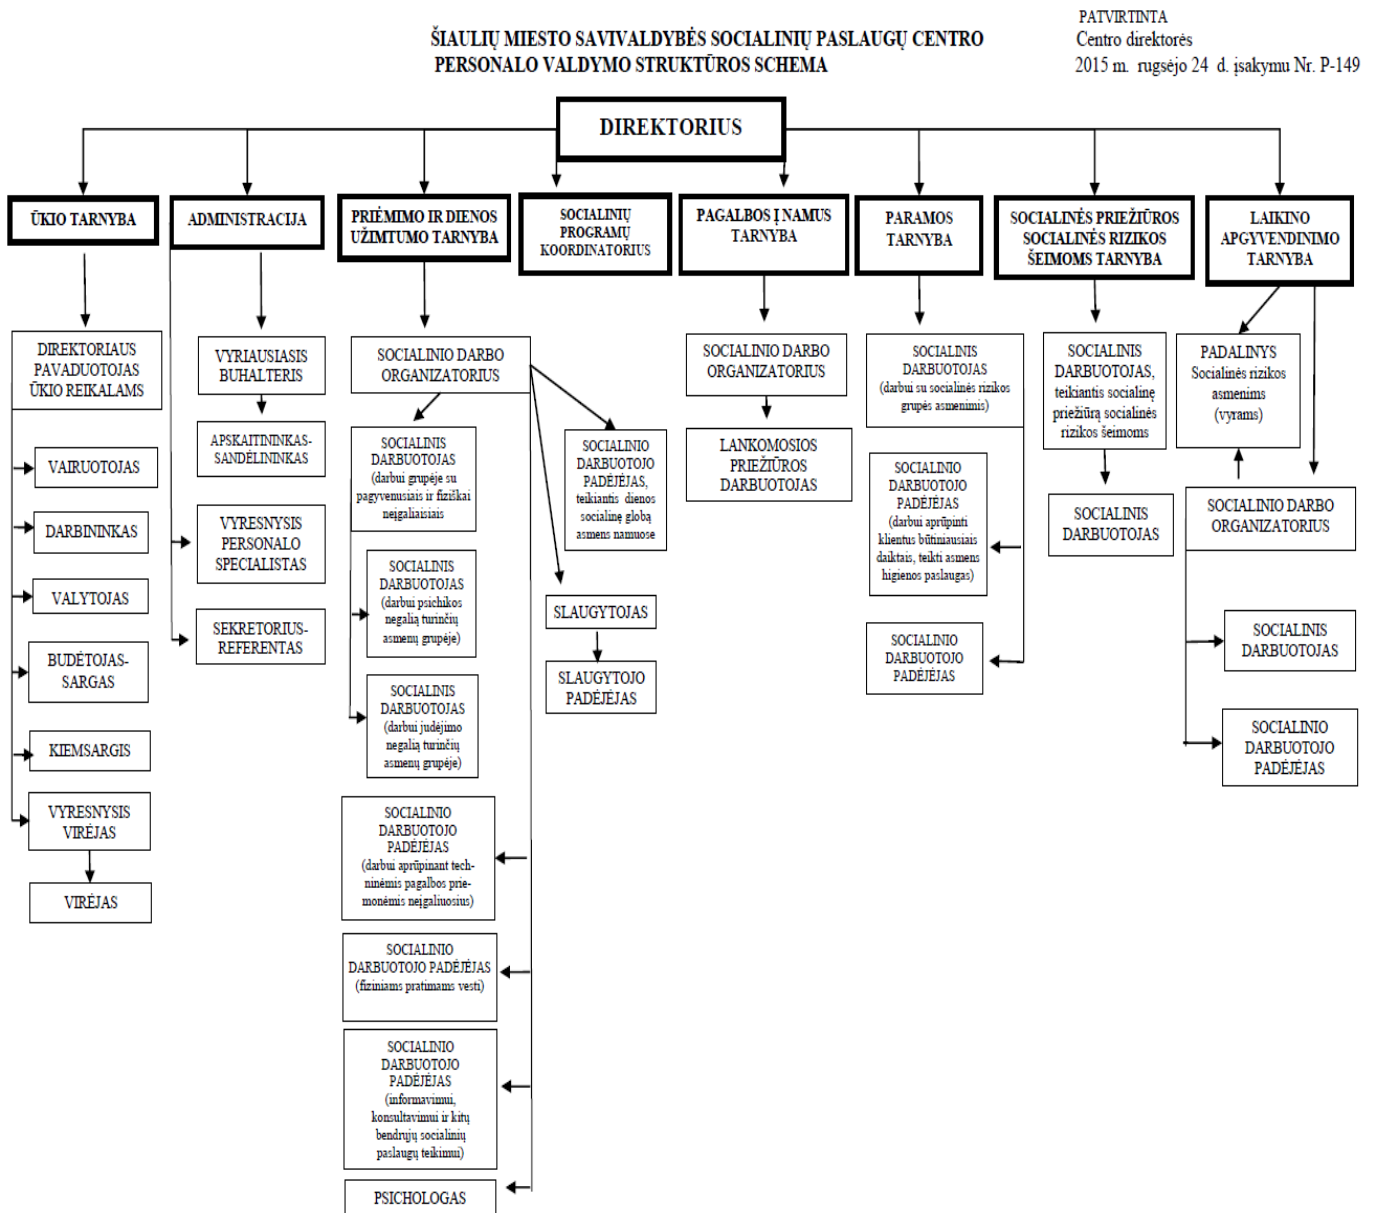 PATVIRTINTA
Centro direktorės
2015 m. rugsėjo 24 d. įsakymu Nr. P-149
ŠIAULIŲ MIESTO SAVIVALDYBĖS SOCIALINIŲ PASLAUGŲ CENTRO
PERSONALO VALDYMO STRUKTŪROS SCHEMA
DIREKTORIUS
ŪKIO TARNYBA
ADMINISTRACIJA
PRIĖMIMO IR DIENOS
UŽIMTUMO TARNYBA
SOCIALINIŲ
PROGRAMŲ
KOORDINATORIUS
PAGALBOS Į NAMUS
TARNYBA
PARAMOS
TARNYBA
SOCIALINĖS PRIEŽIŪROS
SOCIALINĖS RIZIKOS
ŠEIMOMS TARNYBA
LAIKINO
APGYVENDINIMO
TARNYBA
DIREKTORIAUS
PAVADUOTOJAS
ŪKIO REIKALAMS
VAIRUOTOJAS
DARBININKAS
VALYTOJAS
BUDĖTOJAS-
SARGAS
KIEMSARGIS
VYRESNYSIS
VIRĖJAS
VIRĖJAS
VYRIAUSIASIS
BUHALTERIS
APSKAITININKAS-
SANDĖLININKAS
VYRESNYSIS
PERSONALO
SPECIALISTAS
SEKRETORIUS-
REFERENTAS
SOCIALINIO DARBO
ORGANIZATORIUS
SOCIALINIS
DARBUOTOJAS
(darbui grupėje su
pagyvenusiais ir fiziškai
neįgaliaisiais
SOCIALINIS
DARBUOTOJAS
(darbui psichikos
negalią turinčių
asmenų grupėje)
SOCIALINIS
DARBUOTOJAS
(darbui judėjimo
negalią turinčių
asmenų grupėje)
SOCIALINIO
DARBUOTOJO
PADĖJĖJAS
(darbui aprūpinant tech-
ninėmis pagalbos prie-
monėmis neįgaliuosius)
SOCIALINIO
DARBUOTOJO PADĖJĖJAS
(fiziniams pratimams vesti)
SOCIALINIO
DARBUOTOJO
PADĖJĖJAS
(informavimui,
konsultavimui ir kitų
bendrųjų socialinių
paslaugų teikimui)
PSICHOLOGAS
SOCIALINIO
DARBUOTOJO
PADĖJĖJAS,
teikiantis dienos
socialinę globą
asmens namuose
SLAUGYTOJAS
SLAUGYTOJO
PADĖJĖJAS
SOCIALINIO DARBO
ORGANIZATORIUS
LANKOMOSIOS
PRIEŽIŪROS
DARBUOTOJAS
SOCIALINIS
DARBUOTOJAS
(darbui su socialinės rizikos
grupės asmenimis)
SOCIALINIO
DARBUOTOJO
PADĖJĖJAS
(darbui aprūpinti
klientus būtiniausiais
daiktais, teikti asmens
higienos paslaugas)
SOCIALINIO
DARBUOTOJO
PADĖJĖJAS
SOCIALINIS
DARBUOTOJAS,
teikiantis socialinę
priežiūrą socialinės
rizikos šeimoms
SOCIALINIS
DARBUOTOJAS
PADALINYS
Socialinės rizikos
asmenims
(vyrams)
SOCIALINIO DARBO
ORGANIZATORIUS
SOCIALINIS
DARBUOTOJAS
SOCIALINIO
DARBUOTOJO
PADĖJĖJAS